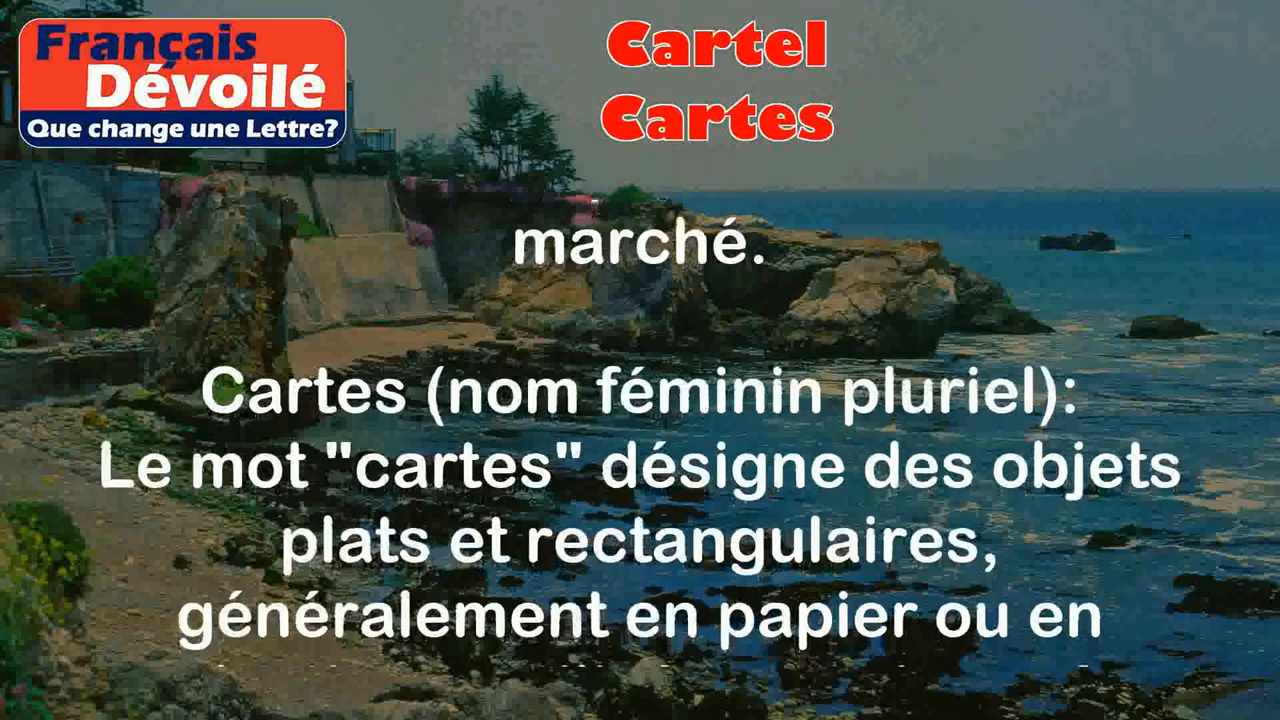 Français
Dévoilé
Que change une Lettre?
Cartel
Cartes
marché.
Cartes (nom féminin pluriel):
Le mot "cartes" désigne des objets
plats et rectangulaires,
généralement en papier ou en